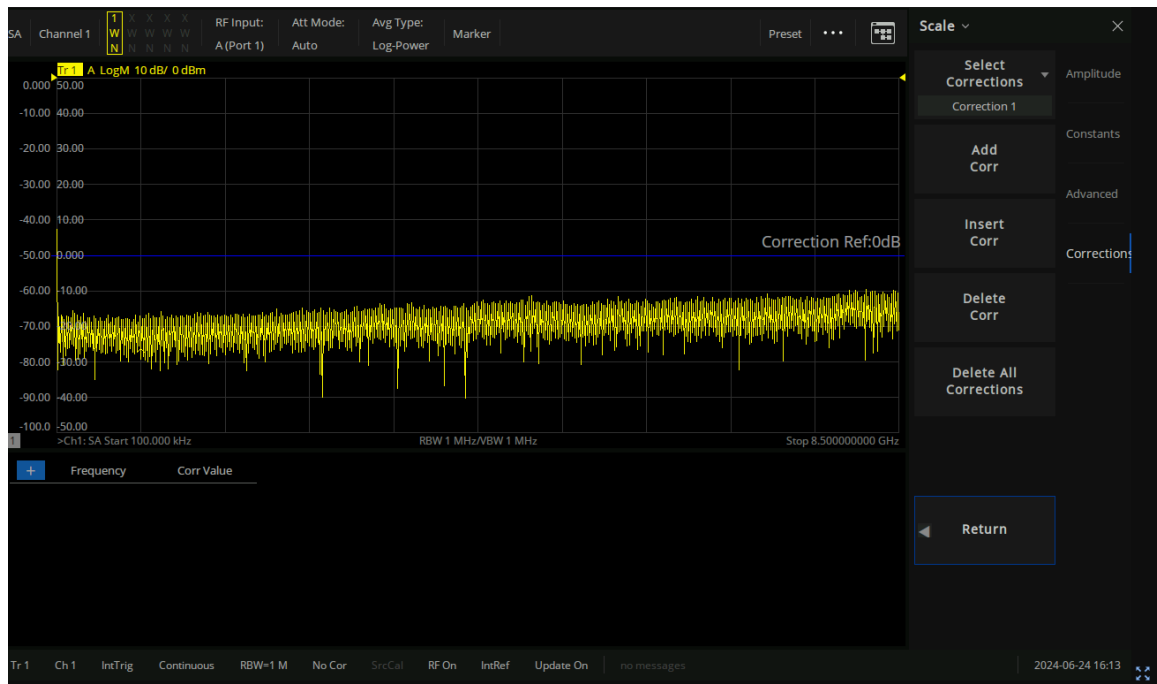 SA Channel 1 1 X X X X RF Input: Att Mode: Avg Type: Marker Preset ••• Scale
W W W W W
N N N N N A (Port 1) Auto Log-Power
Tr 1 A LogM 10 dB/ 0 dBm
0.000 50.00
-10.00 40.00
-20.00 30.00
-30.00 20.00
-40.00 10.00
-50.00 0.000
-60.00 -10.00
-70.00
-80.00 -30.00
-90.00 -40.00
-100.0 -50.00
Correction Ref:0dB
1 >Ch1: SA Start 100.000 kHz RBW 1 MHz/VBW 1 MHz Stop 8.500000000 GHz
+ Frequency Corr Value
Select
Corrections
Correction 1
Add
Corr
Insert
Corr
Delete
Corr
Delete All
Corrections
Return
Amplitude
Constants
Advanced
Corrections
Tr 1 Ch 1 IntTrig Continuous RBW=1 M No Cor SrcCal RF On IntRef Update On no messages 2024-06-24 16:13